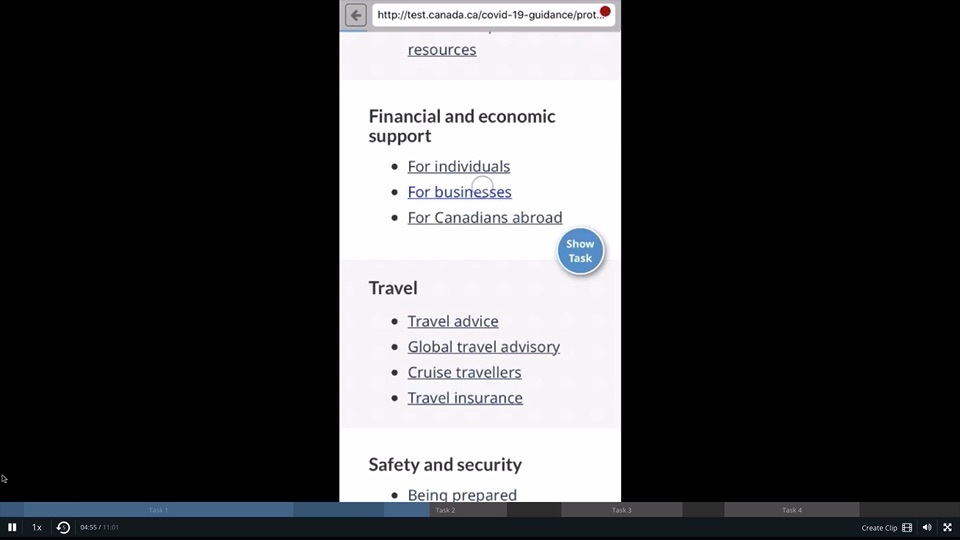 http://test.canada.ca/covid-19-guidance/prot...
resources
Financial and economic
support
For individuals
For businesses
For Canadians abroad
Show
Task
Travel
Travel advice
Global travel advisory
Cruise travellers
Travel insurance
Safety and security
Being prepared
Task 1
Task 2
Task 3
Task 4
1x
5
04:55 / 11:01
Create Clip